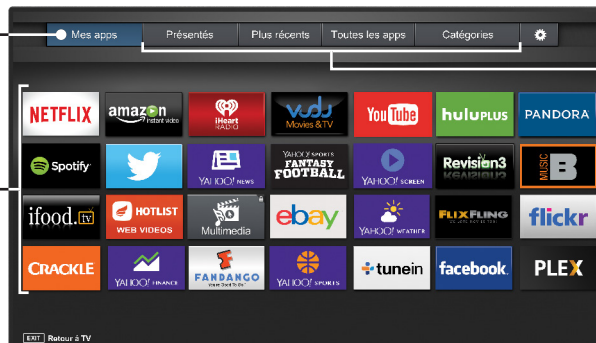 Mes apps Présentés Plus récents Toutes les apps Catégories
NETFLIX amazon instant video iHeart RADIO vudu Movies & TV YouTube huluPLUS PANDORA
Spotify YAHOO! NEWS YAHOO! SPORTS FANTASY FOOTBALL YAHOO! SCREEN Revision3 MUSIC B
ifood.tv HOTLIST WEB VIDEOS Multimedia ebay YAHOO! WEATHER FLIXFLING flickr
CRACKLE YAHOO! FINANCE FANDANGO YAHOO! SPORTS tunein facebook PLEX
EXIT Retour à TV